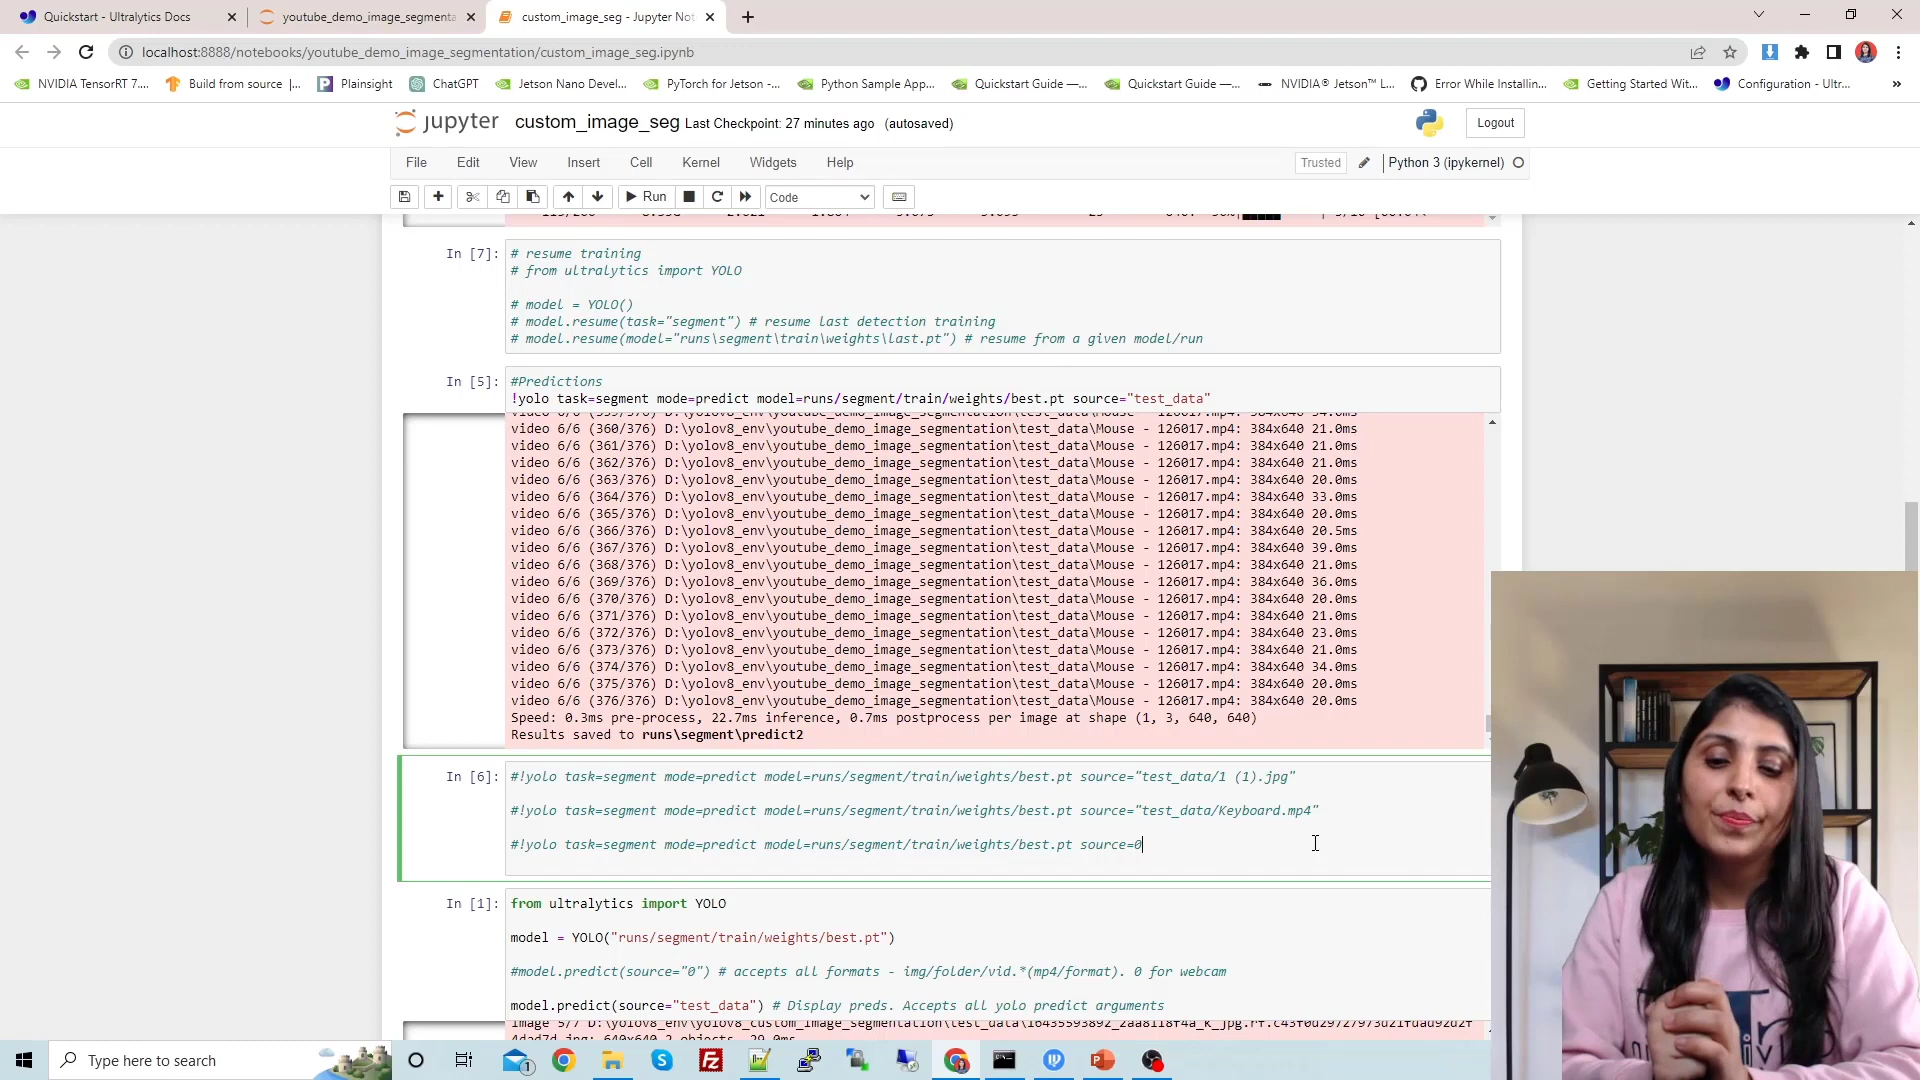 Quickstart - Ultralytics Docs
youtube_demo_image_segmenta
custom_image_seg - Jupyter Not
localhost:8888/notebooks/youtube_demo_image_segmentation/custom_image_seg.ipynb
NVIDIA TensorRT 7....
Build from source |...
Plainsight
ChatGPT
Jetson Nano Devel...
PyTorch for Jetson -...
Python Sample App...
Quickstart Guide —...
Quickstart Guide —...
NVIDIA® Jetson™ L...
Error While Installin...
Getting Started Wit...
Configuration - Ultr...
jupyter custom_image_seg Last Checkpoint: 27 minutes ago (autosaved)
Logout
File Edit View Insert Cell Kernel Widgets Help
Trusted
Python 3 (ipykernel)
Run
Code
In [7]:
# resume training
# from ultralytics import YOLO
# model = YOLO()
# model.resume(task="segment") # resume last detection training
# model.resume(model="runs\segment\train\weights\last.pt") # resume from a given model/run
In [5]:
#Predictions
!yolo task=segment mode=predict model=runs/segment/train/weights/best.pt source="test_data"
video 6/6 (359/376) D:\yolov8_env\youtube_demo_image_segmentation\test_data\Mouse - 126017.mp4: 384x640 34.0ms
video 6/6 (360/376) D:\yolov8_env\youtube_demo_image_segmentation\test_data\Mouse - 126017.mp4: 384x640 21.0ms
video 6/6 (361/376) D:\yolov8_env\youtube_demo_image_segmentation\test_data\Mouse - 126017.mp4: 384x640 21.0ms
video 6/6 (362/376) D:\yolov8_env\youtube_demo_image_segmentation\test_data\Mouse - 126017.mp4: 384x640 21.0ms
video 6/6 (363/376) D:\yolov8_env\youtube_demo_image_segmentation\test_data\Mouse - 126017.mp4: 384x640 20.0ms
video 6/6 (364/376) D:\yolov8_env\youtube_demo_image_segmentation\test_data\Mouse - 126017.mp4: 384x640 33.0ms
video 6/6 (365/376) D:\yolov8_env\youtube_demo_image_segmentation\test_data\Mouse - 126017.mp4: 384x640 20.0ms
video 6/6 (366/376) D:\yolov8_env\youtube_demo_image_segmentation\test_data\Mouse - 126017.mp4: 384x640 20.5ms
video 6/6 (367/376) D:\yolov8_env\youtube_demo_image_segmentation\test_data\Mouse - 126017.mp4: 384x640 39.0ms
video 6/6 (368/376) D:\yolov8_env\youtube_demo_image_segmentation\test_data\Mouse - 126017.mp4: 384x640 21.0ms
video 6/6 (369/376) D:\yolov8_env\youtube_demo_image_segmentation\test_data\Mouse - 126017.mp4: 384x640 36.0ms
video 6/6 (370/376) D:\yolov8_env\youtube_demo_image_segmentation\test_data\Mouse - 126017.mp4: 384x640 20.0ms
video 6/6 (371/376) D:\yolov8_env\youtube_demo_image_segmentation\test_data\Mouse - 126017.mp4: 384x640 21.0ms
video 6/6 (372/376) D:\yolov8_env\youtube_demo_image_segmentation\test_data\Mouse - 126017.mp4: 384x640 23.0ms
video 6/6 (373/376) D:\yolov8_env\youtube_demo_image_segmentation\test_data\Mouse - 126017.mp4: 384x640 21.0ms
video 6/6 (374/376) D:\yolov8_env\youtube_demo_image_segmentation\test_data\Mouse - 126017.mp4: 384x640 34.0ms
video 6/6 (375/376) D:\yolov8_env\youtube_demo_image_segmentation\test_data\Mouse - 126017.mp4: 384x640 20.0ms
video 6/6 (376/376) D:\yolov8_env\youtube_demo_image_segmentation\test_data\Mouse - 126017.mp4: 384x640 20.0ms
Speed: 0.3ms pre-process, 22.7ms inference, 0.7ms postprocess per image at shape (1, 3, 640, 640)
Results saved to runs\segment\predict2
In [6]:
#!yolo task=segment mode=predict model=runs/segment/train/weights/best.pt source="test_data/1 (1).jpg"
#!yolo task=segment mode=predict model=runs/segment/train/weights/best.pt source="test_data/Keyboard.mp4"
#!yolo task=segment mode=predict model=runs/segment/train/weights/best.pt source=0
In [1]:
from ultralytics import YOLO
model = YOLO("runs/segment/train/weights/best.pt")
#model.predict(source="0") # accepts all formats - img/folder/vid.*(mp4/format). 0 for webcam
model.predict(source="test_data") # Display preds. Accepts all yolo predict arguments
Type here to search